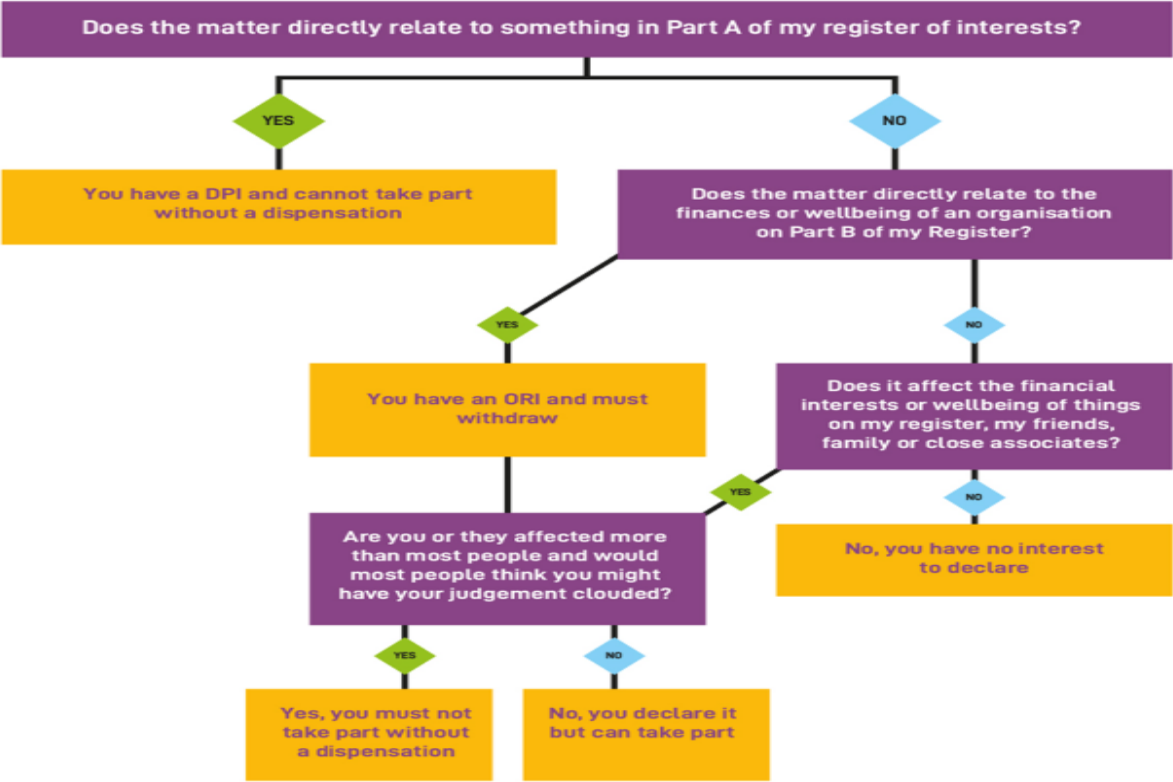 Does the matter directly relate to something in Part A of my register of interests?
YES
NO
You have a DPI and cannot take part
without a dispensation
Does the matter directly relate to the
finances or wellbeing of an organisation
on Part B of my Register?
YES
NO
You have an ORI and must
withdraw
Does it affect the financial
interests or wellbeing of things
on my register, my friends,
family or close associates?
YES
NO
Are you or they affected more
than most people and would
most people think you might
have your judgement clouded?
No, you have no interest
to declare
YES
NO
Yes, you must not
take part without
a dispensation
No, you declare it
but can take part